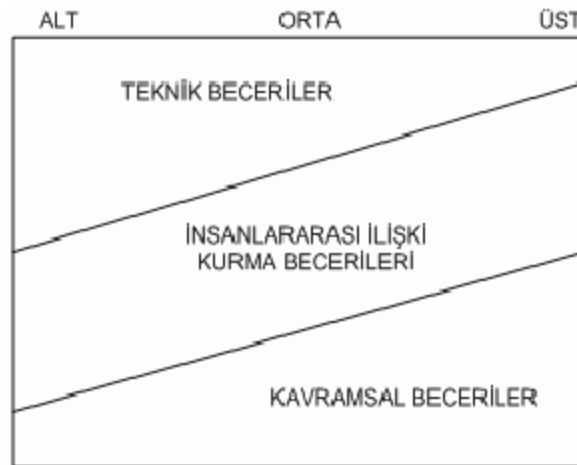 ALT ORTA ÜST
TEKNİK BECERİLER
İNSANLARARASI İLİŞKİ
KURMA BECERİLERİ
KAVRAMSAL BECERİLER